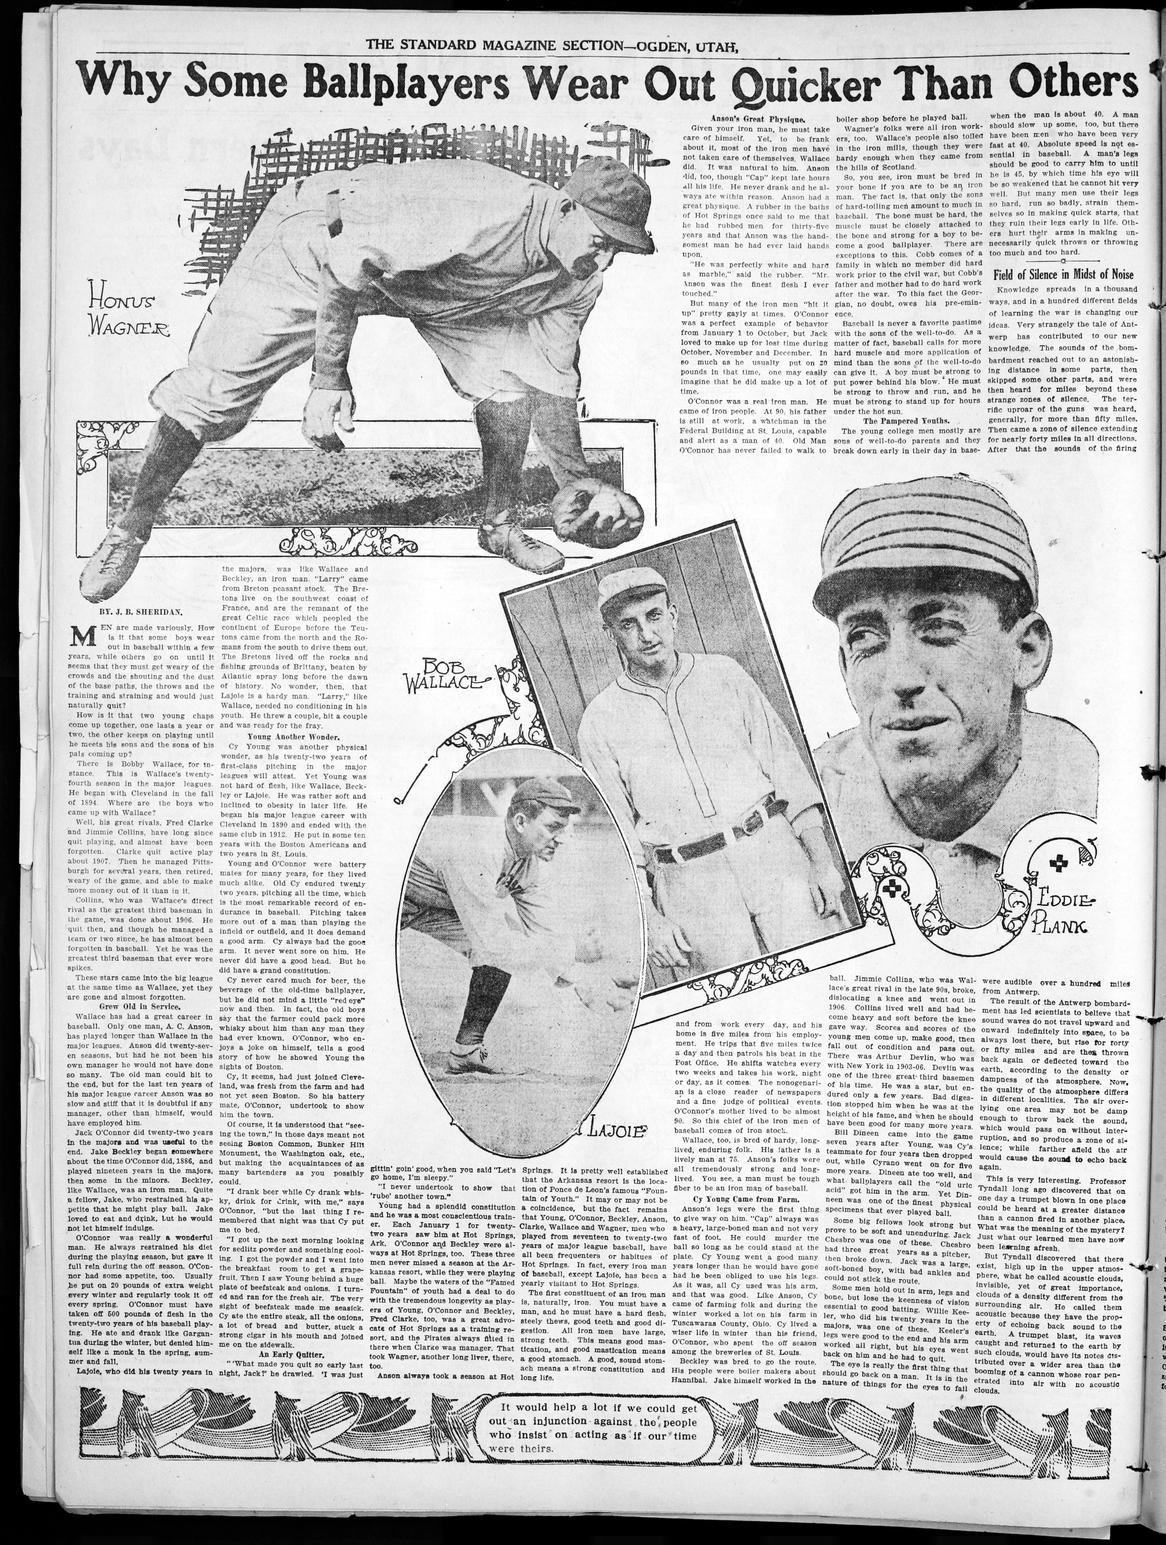 THE STANDARD MAGAZINE SECTION—OGDEN, UTAH,
Why Some Ballplayers Wear Out Quicker Than Others
HONUS
WAGNER
BOB
WALLACE
LAJOIE
EDDIE
PLANK
BY. J. B. SHERIDAN.
MEN are made variously. How
is it that some boys wear
out in baseball within a few
years, while others go on until it
seems that they must get weary of the
crowds and the shouting and the dust
of the base paths, the throws and the
training and straining and would just
naturally quit?
How is it that two young chaps
come up together, one lasts a year or
two, the other keeps on playing until
he meets his sons and the sons of his
pals coming up?
There is Bobby Wallace, for in-
stance. This is Wallace's twenty-
fourth season in the major leagues.
He began with Cleveland in the fall
of 1894. Where are the boys who
came up with Wallace?
Well, his great rivals, Fred Clarke
and Jimmie Collins, have long since
quit playing, and almost have been
forgotten. Clarke quit active play
about 1907. Then he managed Pitts-
burgh for several years, then retired,
weary of the game, and able to make
more money out of it than in it.
Collins, who was Wallace's direct
rival as the greatest third baseman in
the game, was done about 1906. He
quit then, and though he managed a
team or two since, he has almost been
forgotten in baseball. Yet he was the
greatest third baseman that ever wore
spikes.
These stars came into the big league
at the same time as Wallace, yet they
are gone and almost forgotten.
Grew Old in Service.
Wallace has had a great career in
baseball. Only one man, A. C. Anson,
has played longer than Wallace in the
major leagues. Anson did twenty-sev-
en seasons, but had he not been his
own manager he would not have done
so many. The old man could hit to
the end, but for the last ten years of
his major league career Anson was so
slow and stiff that it is doubtful if any
manager, other than himself, would
have employed him.
Jack O'Connor did twenty-two years
in the majors and was useful to the
end. Jake Beckley began somewhere
about the time O'Connor did, 1886, and
played nineteen years in the majors,
then some in the minors. Beckley,
like Wallace, was an iron man. Quite
a fellow, Jake, who restrained his ap-
petite that he might play ball. Jake
loved to eat and drink, but he would
not let himself indulge.
O'Connor was really a wonderful
man. He always restrained his diet
during the playing season, but gave it
full rein during the off season. O'Con-
nor had some appetite, too. Usually
he put on 20 pounds of extra weight
every winter and regularly took it off
every spring. O'Connor must have
taken off 500 pounds of flesh in the
twenty-two years of his baseball play-
ing. He ate and drank like Gargan-
tua during the winter, but denied him-
self like a monk in the spring, sum-
mer and fall.
Lajoie, who did his twenty years in
the majors, was like Wallace and
Beckley, an iron man. "Larry" came
from Breton peasant stock. The Bre-
tons live on the southwest coast of
France, and are the remnant of the
great Celtic race which peopled the
continent of Europe before the Teu-
tons came from the north and the Ro-
mans from the south to drive them out.
The Bretons lived off the rocks and
fishing grounds of Brittany, beaten by
Atlantic spray long before the dawn
of history. No wonder, then, that
Lajoie is a hardy man. "Larry," like
Wallace, needed no conditioning in his
youth. He threw a couple, hit a couple
and was ready for the fray.
Young Another Wonder.
Cy Young was another physical
wonder, as his twenty-two years of
first-class pitching in the major
leagues will attest. Yet Young was
not hard of flesh, like Wallace, Beck-
ley or Lajoie. He was rather soft and
inclined to obesity in later life. He
began his major league career with
Cleveland in 1890 and ended with the
same club in 1912. He put in some ten
years with the Boston Americans and
two years in St. Louis.
Young and O'Connor were battery
mates for many years, for they lived
much alike. Old Cy endured twenty
two years, pitching all the time, which
is the most remarkable record of en-
durance in baseball. Pitching takes
more out of a man than playing the
infield or outfield, and it does demand
a good arm. Cy always had the good
arm. It never went sore on him. He
never did have a good head. But he
did have a grand constitution.
Cy never cared much for beer, the
beverage of the old-time ballplayer,
but he did not mind a little "red eye"
now and then. In fact, the old boys
say that the farmer could pack more
whisky about him than any man they
had ever known. O'Connor, who en-
joys a joke on himself, tells a good
story of how he showed Young the
sights of Boston.
Cy, it seems, had just joined Cleve-
land, was fresh from the farm and had
not yet seen Boston. So his battery
mate, O'Connor, undertook to show
him the town.
Of course, it is understood that "see-
ing the town," in those days meant not
seeing Boston Common, Bunker Hill
Monument, the Washington oak, etc.,
but making the acquaintances of as
many bartenders as you possibly
could.
"I drank beer while Cy drank whis-
ky, drink for drink, with me," says
O'Connor, "but the last thing I re-
membered that night was that Cy put
me to bed.
"I got up the next morning looking
for sedlitz powder and something cool-
ing. I got the powder and I went into
the breakfast room to get a grape-
fruit. Then I saw Young behind a huge
plate of beefsteak and onions. I turn-
ed and ran for the fresh air. The very
sight of beefsteak made me seasick.
Cy ate the entire steak, all the onions,
a lot of bread and butter, stuck a
strong cigar in his mouth and joined
me on the sidewalk.
An Early Quitter.
"'What made you quit so early last
night, Jack?' he drawled. 'I was just
gittin' goin' good, when you said "Let's
go home, I'm sleepy."'
"I never undertook to show that
'rube' another town."
Young had a splendid constitution
and he was a most conscientious train-
er. Each January 1 for twenty-
two years saw him at Hot Springs,
Ark. O'Connor and Beckley were al-
ways at Hot Springs, too. These three
men never missed a season at the Ar-
kansas resort, while they were playing
ball. Maybe the waters of the "Famed
Fountain" of youth had a deal to do
with the tremendous longevity as play-
ers of Young, O'Connor and Beckley,
Fred Clarke, too, was a great advo-
cate of Hot Springs as a training re-
sort, and the Pirates always flitted in
there when Clarke was manager. That
took Wagner, another long liver, there,
too.
Anson always took a season at Hot
Springs. It is pretty well established
that the Arkansas resort is the loca-
tion of Ponce de Leon's famous "Foun-
tain of Youth." It may or may not be
a coincidence, but the fact remains
that Young, O'Connor, Beckley, Anson,
Clarke, Wallace and Wagner, men who
played from seventeen to twenty-two
years of major league baseball, have
all been frequenters or habitues of
Hot Springs. In fact, every iron man
of baseball, except Lajoie, has been a
yearly visitant to Hot Springs.
The first constituent of an iron man
is, naturally, iron. You must have a
man, and he must have a hard flesh,
steely thews, good teeth and good di-
gestion. All iron men have large,
strong teeth. This means good mas-
tication, and good mastication means
a good stomach. A good, sound stom-
ach means a strong constitution and
long life.
Anson's Great Physique.
Given your iron man, he must take
care of himself. Yet, to be frank
about it, most of the iron men have
not taken care of themselves. Wallace
did. It was natural to him. Anson
did, too, though "Cap" kept late hours
all his life. He never drank and he al-
ways ate within reason. Anson had a
great physique. A rubber in the baths
of Hot Springs once said to me that
he had rubbed men for thirty-five
years and that Anson was the hand-
somest man he had ever laid hands
upon.
"He was perfectly white and hard
as marble," said the rubber. "Mr.
Anson was the finest flesh I ever
touched."
But many of the iron men "hit it
up" pretty gayly at times. O'Connor
was a perfect example of behavior
from January 1 to October, but Jack
loved to make up for lost time during
October, November and December. In
so much as he usually put on 20
pounds in that time, one may easily
imagine that he did make up a lot of
time.
O'Connor was a real iron man. He
came of iron people. At 90, his father
is still at work, a watchman in the
Federal Building at St. Louis, capable
and alert as a man of 40. Old Man
O'Connor has never failed to walk to
and from work every day, and his
home is five miles from his employ-
ment. He trips that five miles twice
a day and then patrols his beat in the
Post Office. He shifts watches every
two weeks and takes his work, night
or day, as it comes. The nonogenari-
an is a close reader of newspapers
and a fine judge of political events.
O'Connor's mother lived to be almost
90. So this chief of the iron men of
baseball comes of iron stock.
Wallace, too, is bred of hardy, long-
lived, enduring folk. His father is a
lively man at 75. Anson's folks were
all tremendously strong and long-
lived. You see, a man must be tough
fiber to be an iron man of baseball.
Cy Young Came from Farm.
Anson's legs were the first thing
to give way on him. "Cap" always was
a heavy, large-boned man and not very
fast of foot. He could murder the
ball so long as he could stand at the
plate. Cy Young went a good many
years longer than he would have gone
had he been obliged to use his legs.
As it was, all Cy used was his arm,
and that was good. Like Anson, Cy
came of farming folk and during the
winter worked a lot on his farm in
Tuscarawas County, Ohio. Cy lived a
wiser life in winter than his friend,
O'Connor, who spent the off season
among the breweries of St. Louis.
Beckley was bred to go the route.
His people were boiler makers about
Hannibal. Jake himself worked in the
boiler shop before he played ball.
Wagner's folks were all iron work-
ers, too. Wallace's people also toiled
in the iron mills, though they were
hardy enough when they came from
the hills of Scotland.
So, you see, iron must be bred in
your bone if you are to be an iron
man. The fact is, that only the sons
of hard-tolling men amount to much in
baseball. The bone must be hard, the
muscle must be closely attached to
the bone and strong for a boy to be-
come a good ballplayer. There are
exceptions to this. Cobb comes of a
family in which no member did hard
work prior to the civil war, but Cobb's
father and mother had to do hard work
after the war. To this fact the Geor-
gian, no doubt, owes his pre-emin-
ence.
Baseball is never a favorite pastime
with the sons of the well-to-do. As a
matter of fact, baseball calls for more
hard muscle and more application of
mind than the sons of the well-to-do
can give it. A boy must be strong to
put power behind his blow. He must
be strong to throw and run, and he
must be strong to stand up for hours
under the hot sun.
The Pampered Youths.
The young college men mostly are
sons of well-to-do parents and they
break down early in their day in base-
ball. Jimmie Collins, who was Wal-
lace's great rival in the late 90s, broke,
dislocating a knee and went out in
1906. Collins lived well and had be-
come heavy and soft before the knee
gave way. Scores and scores of the
young men come up, make good, then
fall out of condition and pass out.
There was Arthur Devlin, who was
with New York in 1903-06. Devlin was
one of the three great third basemen
of his time. He was a star, but en-
dured only a few years. Bad diges-
tion stopped him when he was at the
height of his fame, and when he should
have been good for many more years.
Bill Dineen came into the game
seven years after Young, was Cy's
teammate for four years then dropped
out, while Cyrano went on for five
more years. Dineen ate too well, and
what ballplayers call the "old uric
acid" got him in the arm. Yet Din-
neen was one of the finest physical
specimens that ever played ball.
Some big fellows look strong but
prove to be soft and unenduring. Jack
Chesbro was one of these. Chesbro
had three great years as a pitcher,
then broke down. Jack was a large,
soft-boned boy, with bad ankles and
could not stick the route.
Some men hold out in arm, legs and
bone, but lose the keenness of vision
essential to good batting. Willie Kee-
ler, who did his twenty years in the
majors, was one of these. Keeler's
legs were good to the end and his arm
worked all right, but his eyes went
back on him and he had to quit.
The eye is really the first thing that
should go back on a man. It is in the
nature of things for the eyes to fail
when the man is about 40. A man
should slow up some, too, but there
have been men who have been very
fast at 40. Absolute speed is not es-
sential in baseball. A man's legs
should be good to carry him to until
he is 45, by which time his eye will
be so weakened that he cannot hit very
well. But many men use their legs
so hard, run so badly, strain them-
selves so in making quick starts, that
they ruin their legs early in life. Oth-
ers hurt their arms in making un-
necessarily quick throws or throwing
too much and too hard.
Field of Silence in Midst of Noise
Knowledge spreads in a thousand
ways, and in a hundred different fields
of learning the war is changing our
ideas. Very strangely the tale of Ant-
werp has contributed to our new
knowledge. The sounds of the bom-
bardment reached out to an astonish-
ing distance in some parts, then
skipped some other parts, and were
then heard for miles beyond these
strange zones of silence. The ter-
rific uproar of the guns was heard,
generally, for more than fifty miles.
Then came a zone of silence extending
for nearly forty miles in all directions.
After that the sounds of the firing
were audible over a hundred miles
from Antwerp.
The result of the Antwerp bombard-
ment has led scientists to believe that
sound waves do not travel upward and
onward indefinitely into space, to be
always lost there, but rise for forty
or fifty miles and are then thrown
back again or deflected toward the
earth, according to the density or
dampness of the atmosphere. Now,
the quality of the atmosphere differs
in different localities. The air over-
lying one area may not be damp
enough to throw back the sound,
which would pass on without inter-
ruption, and so produce a zone of si-
lence; while farther afield the air
would cause the sound to echo back
again.
This is very interesting. Professor
Tyndall long ago discovered that on
one day a trumpet blown in one place
could be heard at a greater distance
than a cannon fired in another place.
What was the meaning of the mystery?
Just what our learned men have now
been learning afresh.
But Tyndall discovered that there
exist, high up in the upper atmos-
phere, what he called acoustic clouds,
invisible, yet of great importance,
clouds of a density different from the
surrounding air. He called them
acoustic because they have the prop-
erty of echoing back sound to the
earth. A trumpet blast, its waves
caught and returned to the earth by
such clouds, would have its notes dis-
tributed over a wider area than the
booming of a cannon whose roar pen-
etrated into air with no acoustic
clouds.
It would help a lot if we could get
out an injunction against the people
who insist on acting as if our time
were theirs.